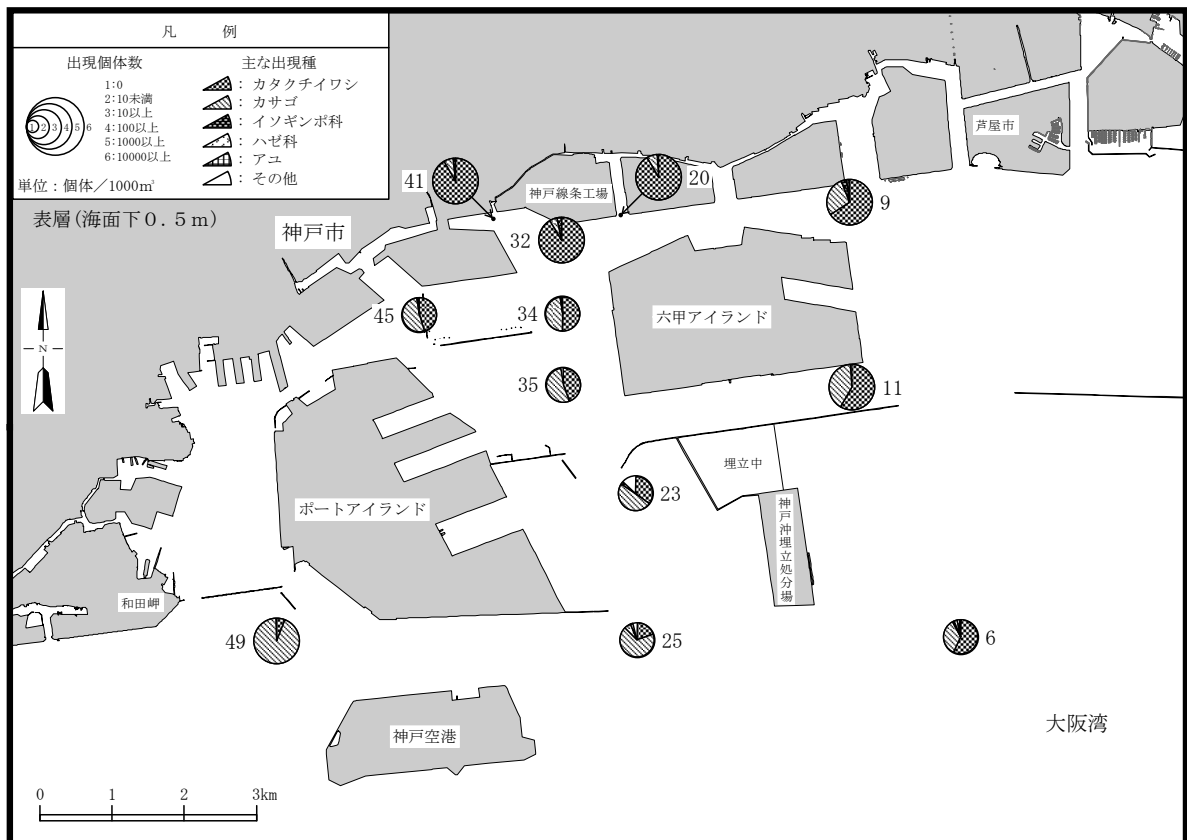 凡　例
出現個体数
1:0
2:10未満
3:10以上
4:100以上
5:1000以上
6:10000以上
1 2 3 4 5 6
単位：個体／1000㎥
主な出現種
：カタクチイワシ
：カサゴ
：イソギンポ科
：ハゼ科
：アユ
：その他
表層(海面下0.5m)
神戸市
芦屋市
神戸線条工場
41
20
9
32
45
34
六甲アイランド
N
35
11
埋立中
23
ポートアイランド
神戸沖埋立処分場
和田岬
49
25
6
大阪湾
神戸空港
0 1 2 3km